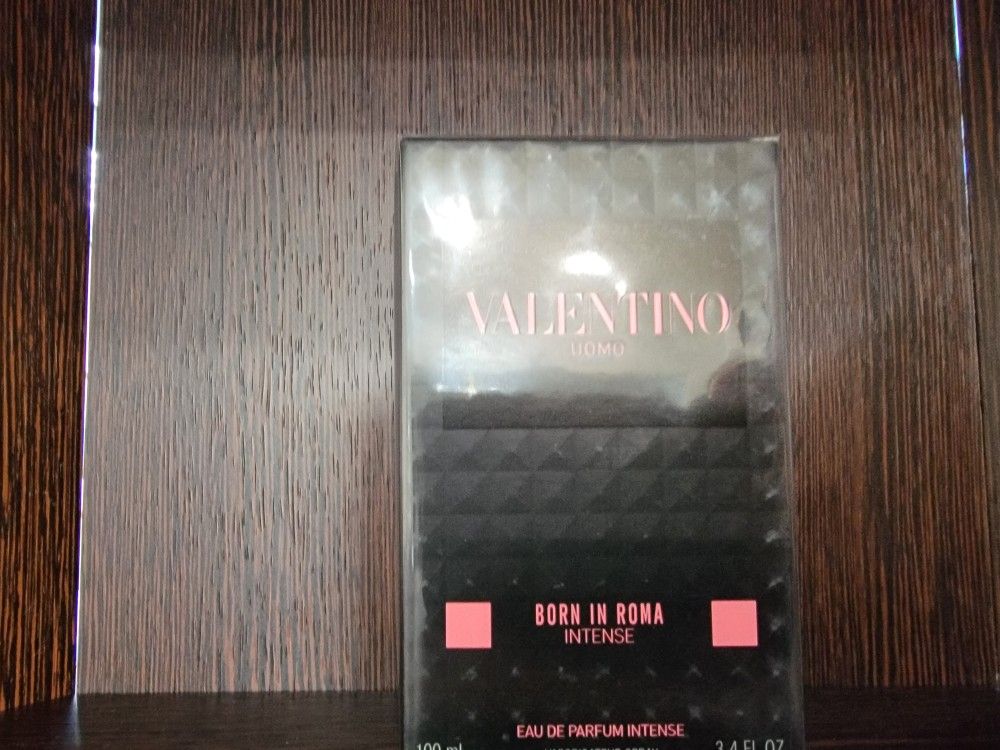 VALENTINO
UOMO
BORN IN ROMA
INTENSE
EAU DE PARFUM INTENSE
100 ml 3.4 FL OZ